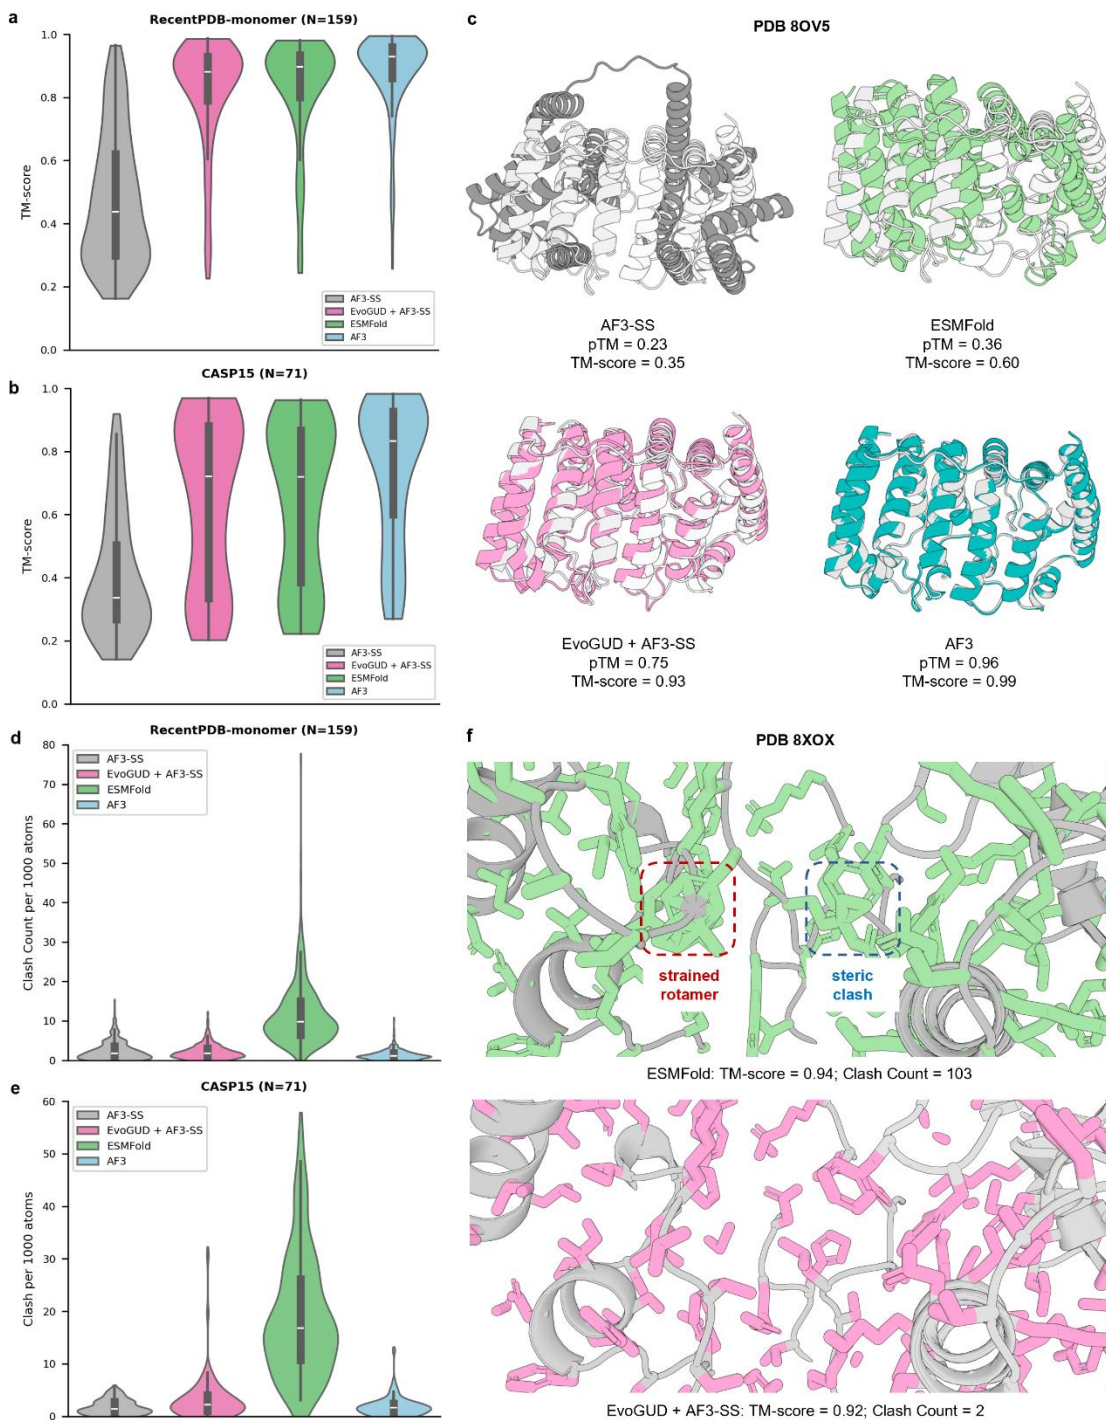 a
RecentPDB-monomer (N=159)
1.0
0.8
0.6
0.4
0.2
0.0
TM-score
AF3-SS
EvoGUD + AF3-SS
ESMFold
AF3
b
CASP15 (N=71)
1.0
0.8
0.6
0.4
0.2
0.0
TM-score
AF3-SS
EvoGUD + AF3-SS
ESMFold
AF3
c
PDB 8OV5
AF3-SS
pTM = 0.23
TM-score = 0.35
ESMFold
pTM = 0.36
TM-score = 0.60
EvoGUD + AF3-SS
pTM = 0.75
TM-score = 0.93
AF3
pTM = 0.96
TM-score = 0.99
d
RecentPDB-monomer (N=159)
80
70
60
50
40
30
20
10
0
Clash Count per 1000 atoms
AF3-SS
EvoGUD + AF3-SS
ESMFold
AF3
e
CASP15 (N=71)
60
50
40
30
20
10
0
Clash per 1000 atoms
AF3-SS
EvoGUD + AF3-SS
ESMFold
AF3
f
PDB 8XOX
strained
rotamer
steric
clash
ESMFold: TM-score = 0.94; Clash Count = 103
EvoGUD + AF3-SS: TM-score = 0.92; Clash Count = 2